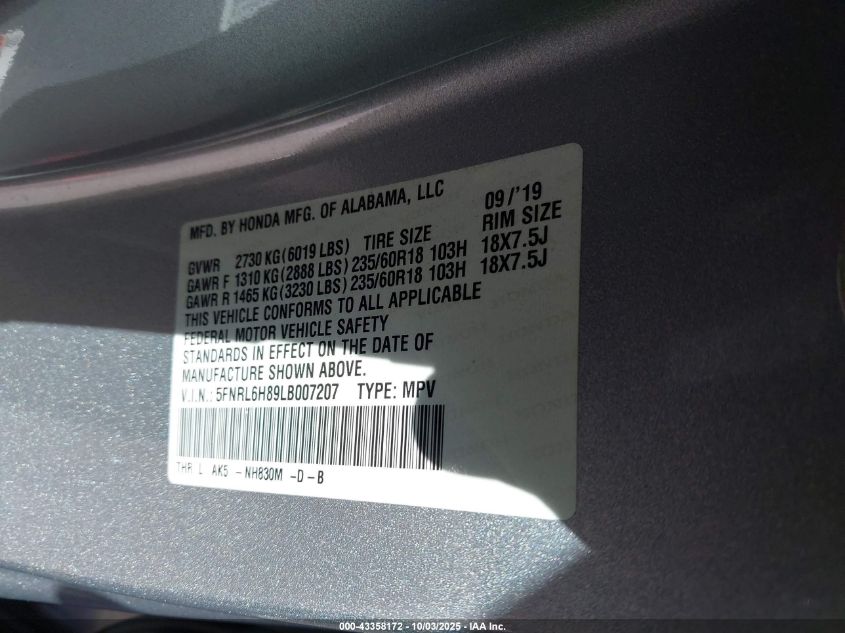 MFD. BY HONDA MFG. OF ALABAMA, LLC 09/'19
GVWR 2730 KG(6019 LBS) TIRE SIZE RIM SIZE
GAWR F 1310 KG(2888 LBS) 235/60R18 103H 18X7.5J
GAWR R 1465 KG(3230 LBS) 235/60R18 103H 18X7.5J
THIS VEHICLE CONFORMS TO ALL APPLICABLE
FEDERAL MOTOR VEHICLE SAFETY
STANDARDS IN EFFECT ON THE DATE OF
MANUFACTURE SHOWN ABOVE.
V.I.N.: 5FNRL6H89LB007207 TYPE: MPV
THR L AK5 -NH830M -D-B
000-43358172 - 10/03/2025 - IAA Inc.